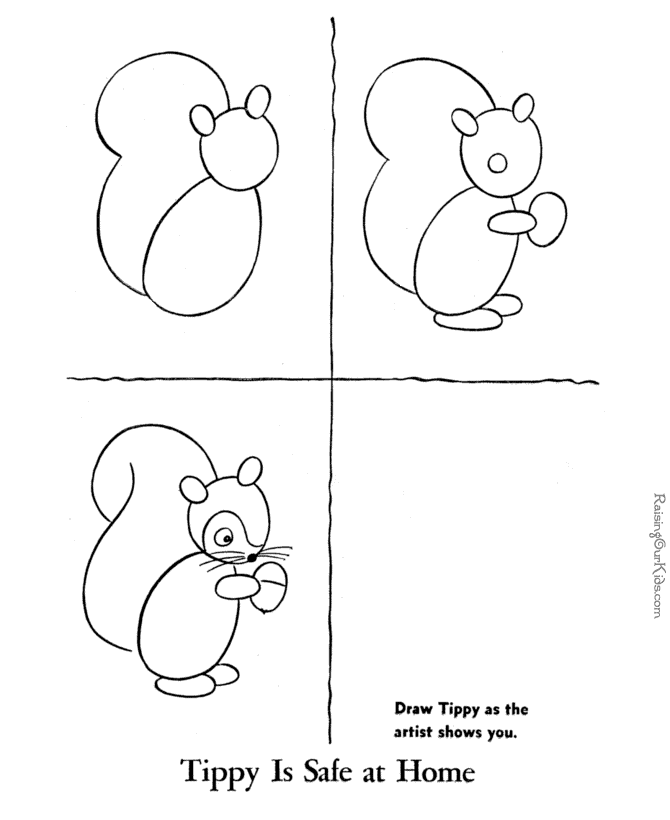 Draw Tippy as the
artist shows you.
Tippy Is Safe at Home
RaisingOurKids.com